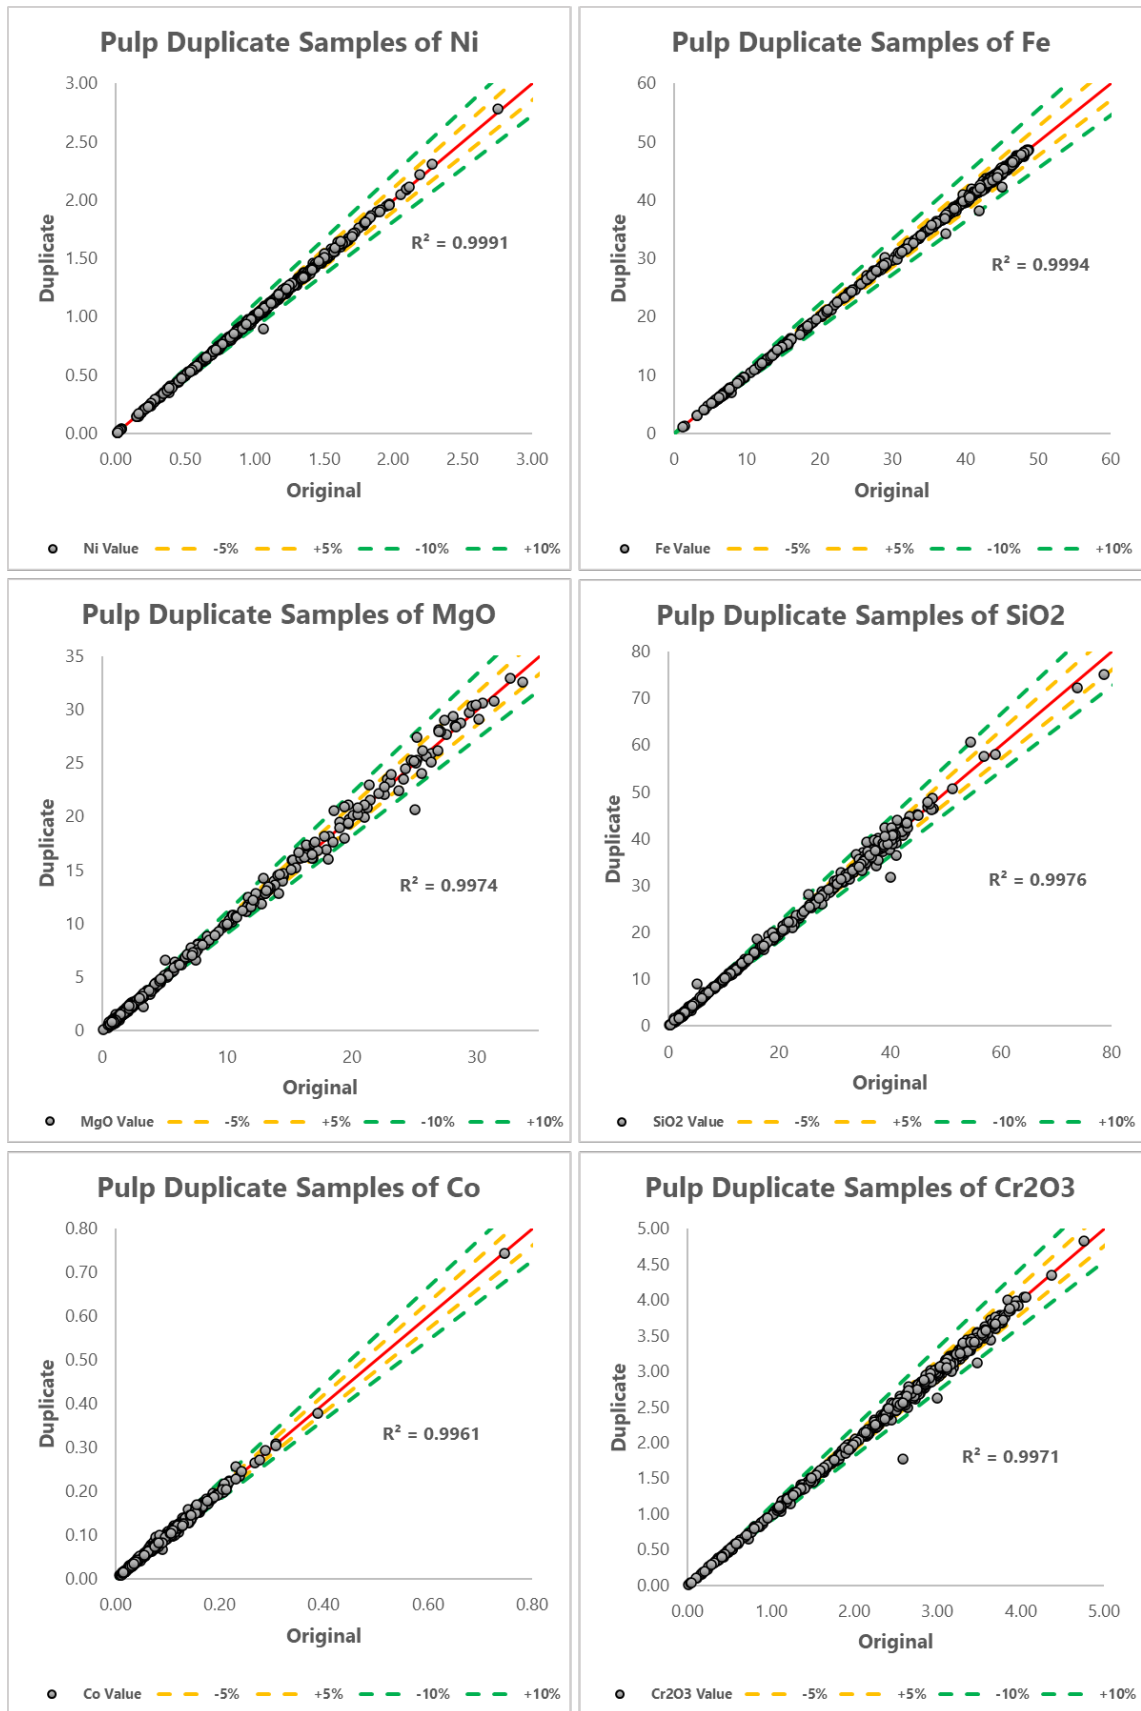 Pulp Duplicate Samples of Ni
3.00
2.50
2.00
1.50
1.00
0.50
0.00
Duplicate
R² = 0.9991
0.00 0.50 1.00 1.50 2.00 2.50 3.00
Original
Ni Value -5% +5% -10% +10%
Pulp Duplicate Samples of Fe
60
50
40
30
20
10
0
Duplicate
R² = 0.9994
0 10 20 30 40 50 60
Original
Fe Value -5% +5% -10% +10%
Pulp Duplicate Samples of MgO
35
30
25
20
15
10
5
0
Duplicate
R² = 0.9974
0 10 20 30
Original
MgO Value -5% +5% -10% +10%
Pulp Duplicate Samples of SiO2
80
70
60
50
40
30
20
10
0
Duplicate
R² = 0.9976
0 20 40 60 80
Original
SiO2 Value -5% +5% -10% +10%
Pulp Duplicate Samples of Co
0.80
0.70
0.60
0.50
0.40
0.30
0.20
0.10
0.00
Duplicate
R² = 0.9961
0.00 0.20 0.40 0.60 0.80
Original
Co Value -5% +5% -10% +10%
Pulp Duplicate Samples of Cr2O3
5.00
4.50
4.00
3.50
3.00
2.50
2.00
1.50
1.00
0.50
0.00
Duplicate
R² = 0.9971
0.00 1.00 2.00 3.00 4.00 5.00
Original
Cr2O3 Value -5% +5% -10% +10%